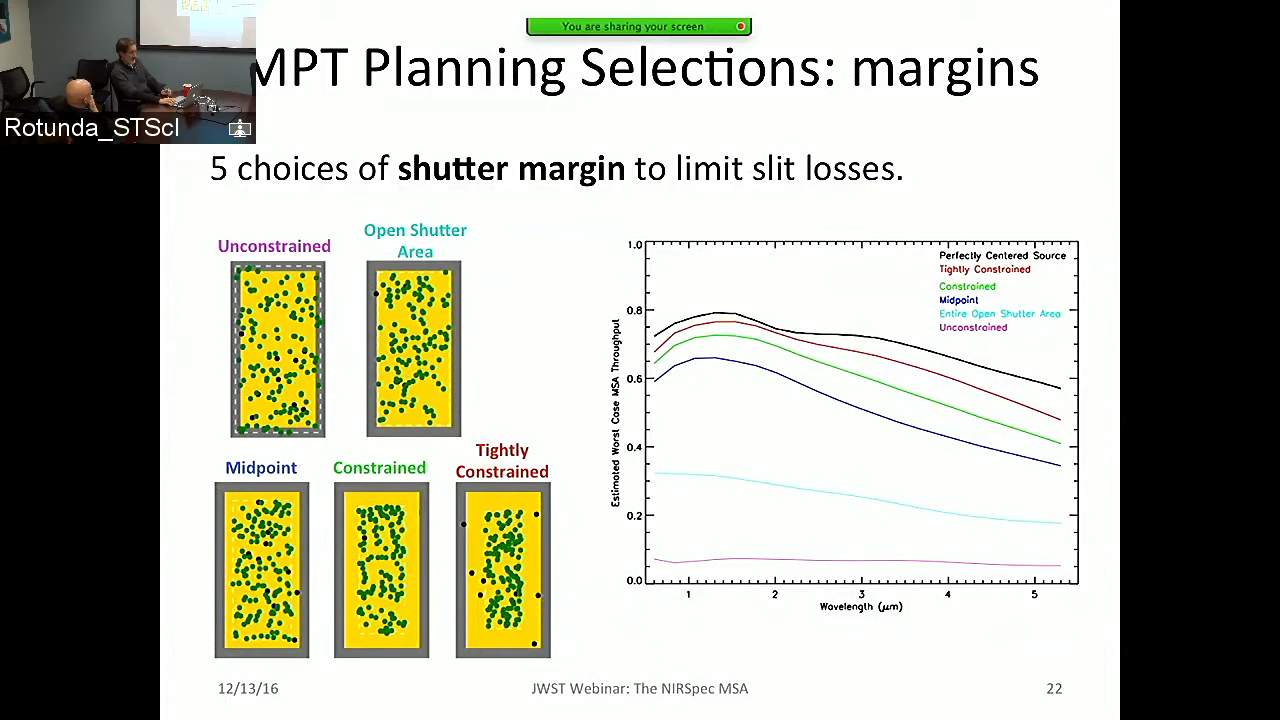 You are sharing your screen
MPT Planning Selections: margins
Rotunda_STScI
5 choices of shutter margin to limit slit losses.
Unconstrained
Open Shutter
Area
Midpoint
Constrained
Tightly
Constrained
1.0
0.8
0.6
0.4
0.2
0.0
Estimated Worst Case MSA Throughput
Perfectly Centered Source
Tightly Constrained
Constrained
Midpoint
Entire Open Shutter Area
Unconstrained
1 2 3 4 5
Wavelength (μm)
12/13/16
JWST Webinar: The NIRSpec MSA
22